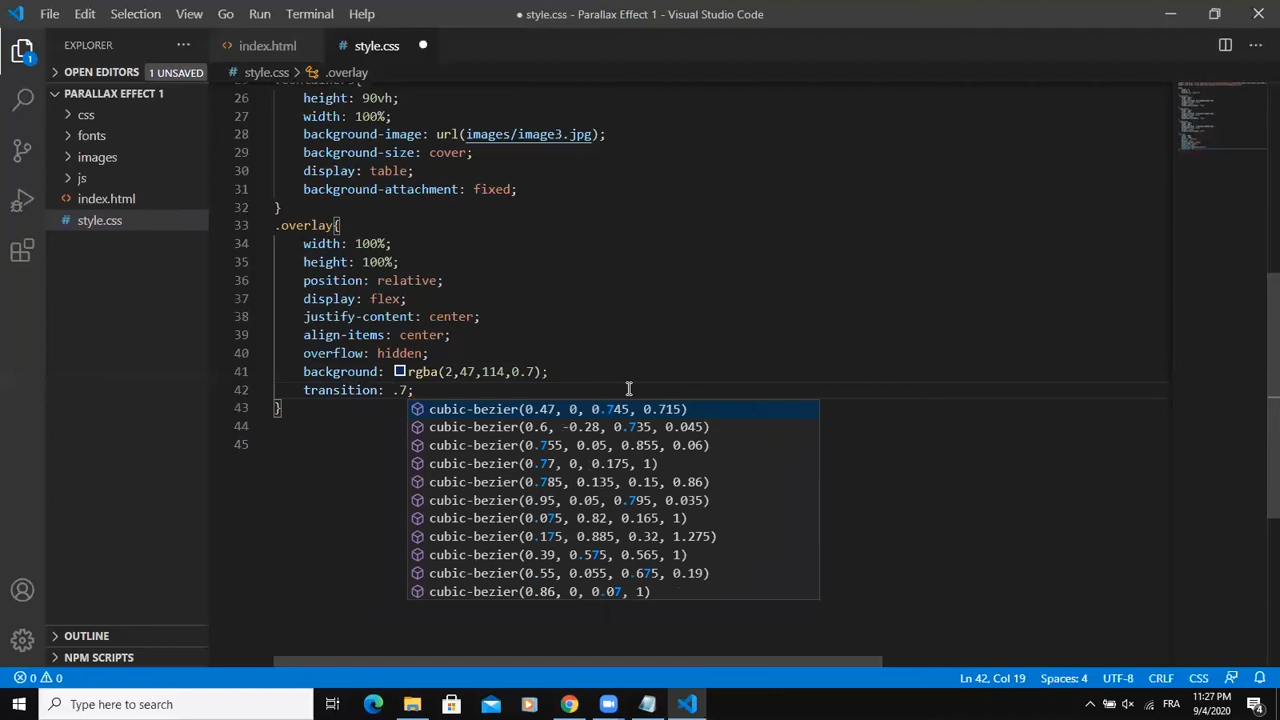 File Edit Selection View Go Run Terminal Help
● style.css - Parallax Effect 1 - Visual Studio Code
EXPLORER
index.html
style.css
OPEN EDITORS 1 UNSAVED
style.css > .overlay
PARALLAX EFFECT 1
css
fonts
images
js
index.html
style.css
26 height: 90vh;
27 width: 100%;
28 background-image: url(images/image3.jpg);
29 background-size: cover;
30 display: table;
31 background-attachment: fixed;
32 }
33 .overlay{
34 width: 100%;
35 height: 100%;
36 position: relative;
37 display: flex;
38 justify-content: center;
39 align-items: center;
40 overflow: hidden;
41 background: rgba(2,47,114,0.7);
42 transition: .7;
43 }
44
45
cubic-bezier(0.47, 0, 0.745, 0.715)
cubic-bezier(0.6, -0.28, 0.735, 0.045)
cubic-bezier(0.755, 0.05, 0.855, 0.06)
cubic-bezier(0.77, 0, 0.175, 1)
cubic-bezier(0.785, 0.135, 0.15, 0.86)
cubic-bezier(0.95, 0.05, 0.795, 0.035)
cubic-bezier(0.075, 0.82, 0.165, 1)
cubic-bezier(0.175, 0.885, 0.32, 1.275)
cubic-bezier(0.39, 0.575, 0.565, 1)
cubic-bezier(0.55, 0.055, 0.675, 0.19)
cubic-bezier(0.86, 0, 0.07, 1)
OUTLINE
NPM SCRIPTS
0 0
Ln 42, Col 19 Spaces: 4 UTF-8 CRLF CSS
Type here to search
FRA
11:27 PM
9/4/2020
4
1